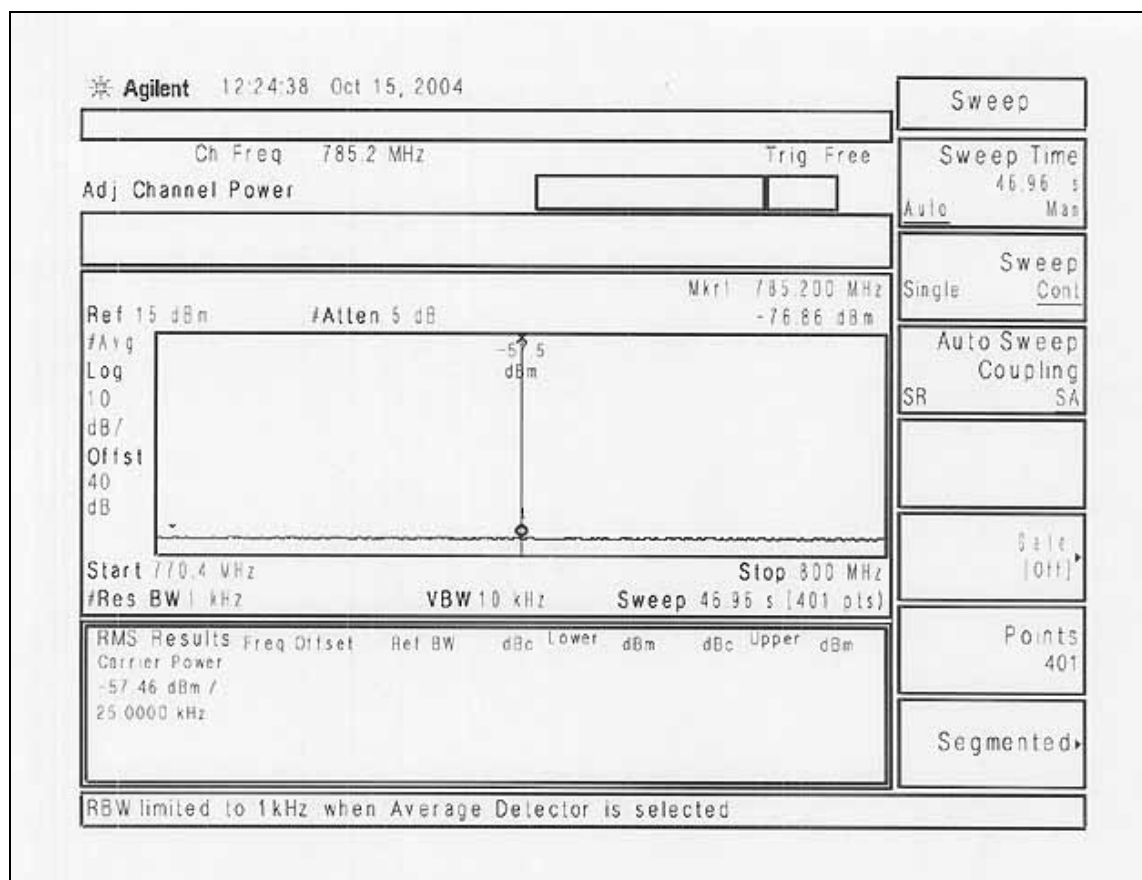 Agilent 12:24:38 Oct 15, 2004
Ch Freq 785.2 MHz Trig Free
Adj Channel Power
Mkr1 785.200 MHz
Ref 15 dBm #Atten 5 dB -76.86 dBm
#Avg
Log
10
dB/
Offst
40
dB
dBm
1
Start 770.4 MHz Stop 800 MHz
#Res BW 1 kHz VBW 10 kHz Sweep 46.96 s (401 pts)
RMS Results Freq Offset Ref BW dBc Lower dBm dBc Upper dBm
Carrier Power
-57.46 dBm /
25.0000 kHz
RBW limited to 1kHz when Average Detector is selected
Sweep
Sweep Time
46.96 s
Auto Man
Sweep
Single Cont
Auto Sweep
Coupling
SR SA
Gate
(Off)
Points
401
Segmented